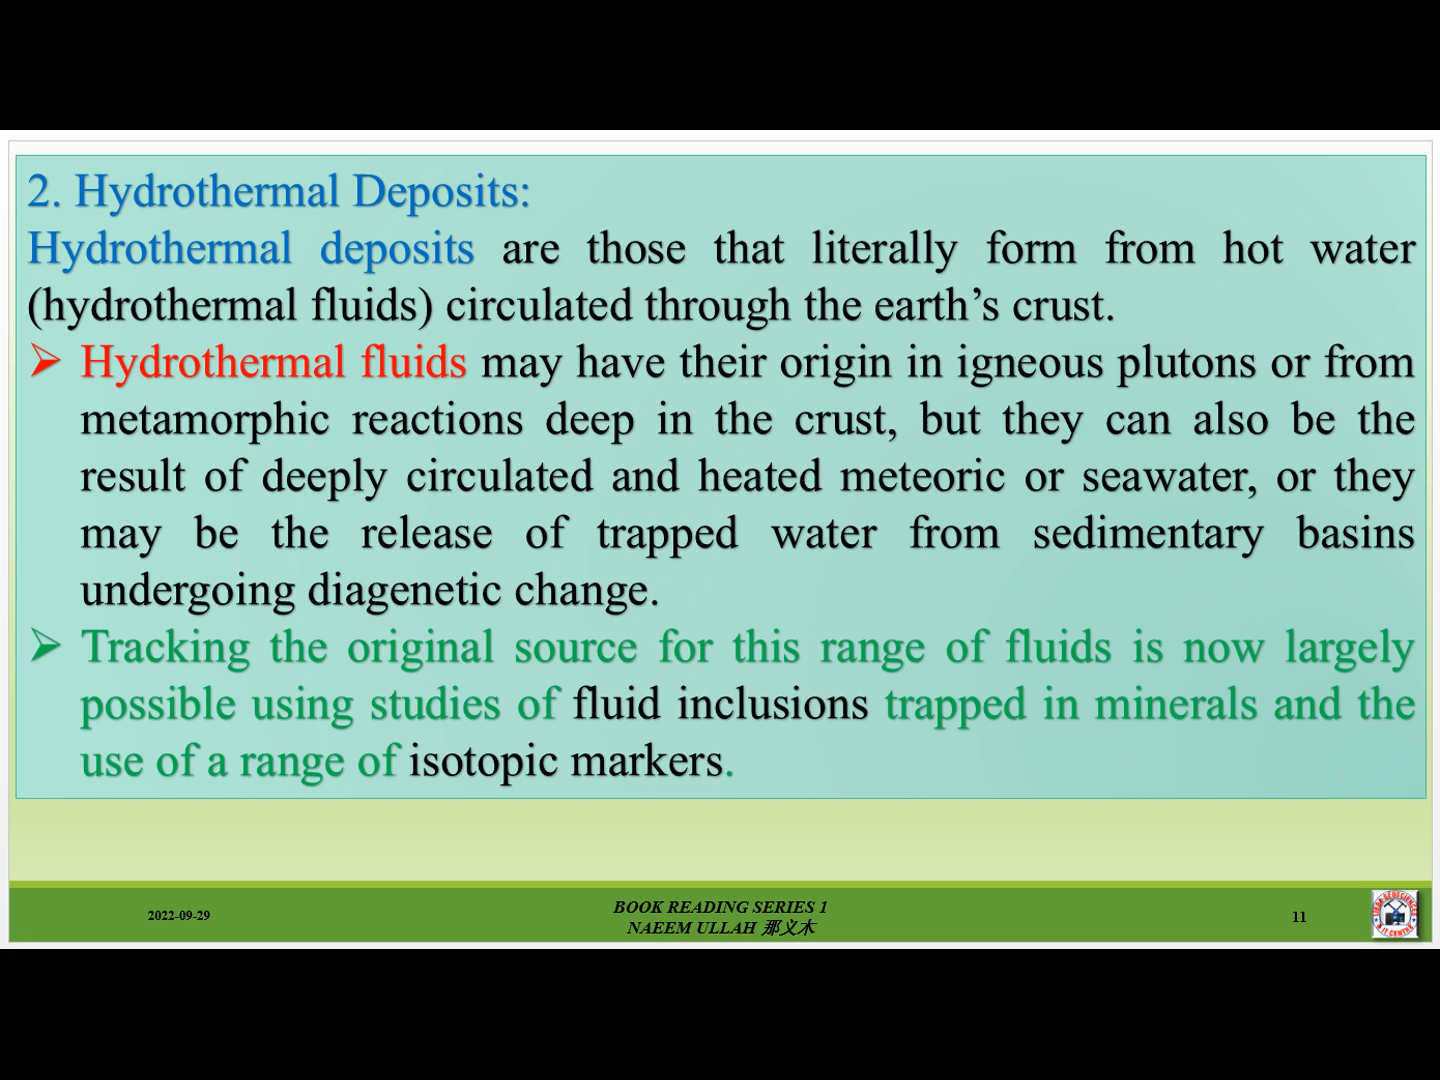 2. Hydrothermal Deposits:
Hydrothermal deposits are those that literally form from hot water
(hydrothermal fluids) circulated through the earth’s crust.
➢ Hydrothermal fluids may have their origin in igneous plutons or from
metamorphic reactions deep in the crust, but they can also be the
result of deeply circulated and heated meteoric or seawater, or they
may be the release of trapped water from sedimentary basins
undergoing diagenetic change.
➢ Tracking the original source for this range of fluids is now largely
possible using studies of fluid inclusions trapped in minerals and the
use of a range of isotopic markers.
2022-09-29
BOOK READING SERIES 1
NAEEM ULLAH 那义木
11